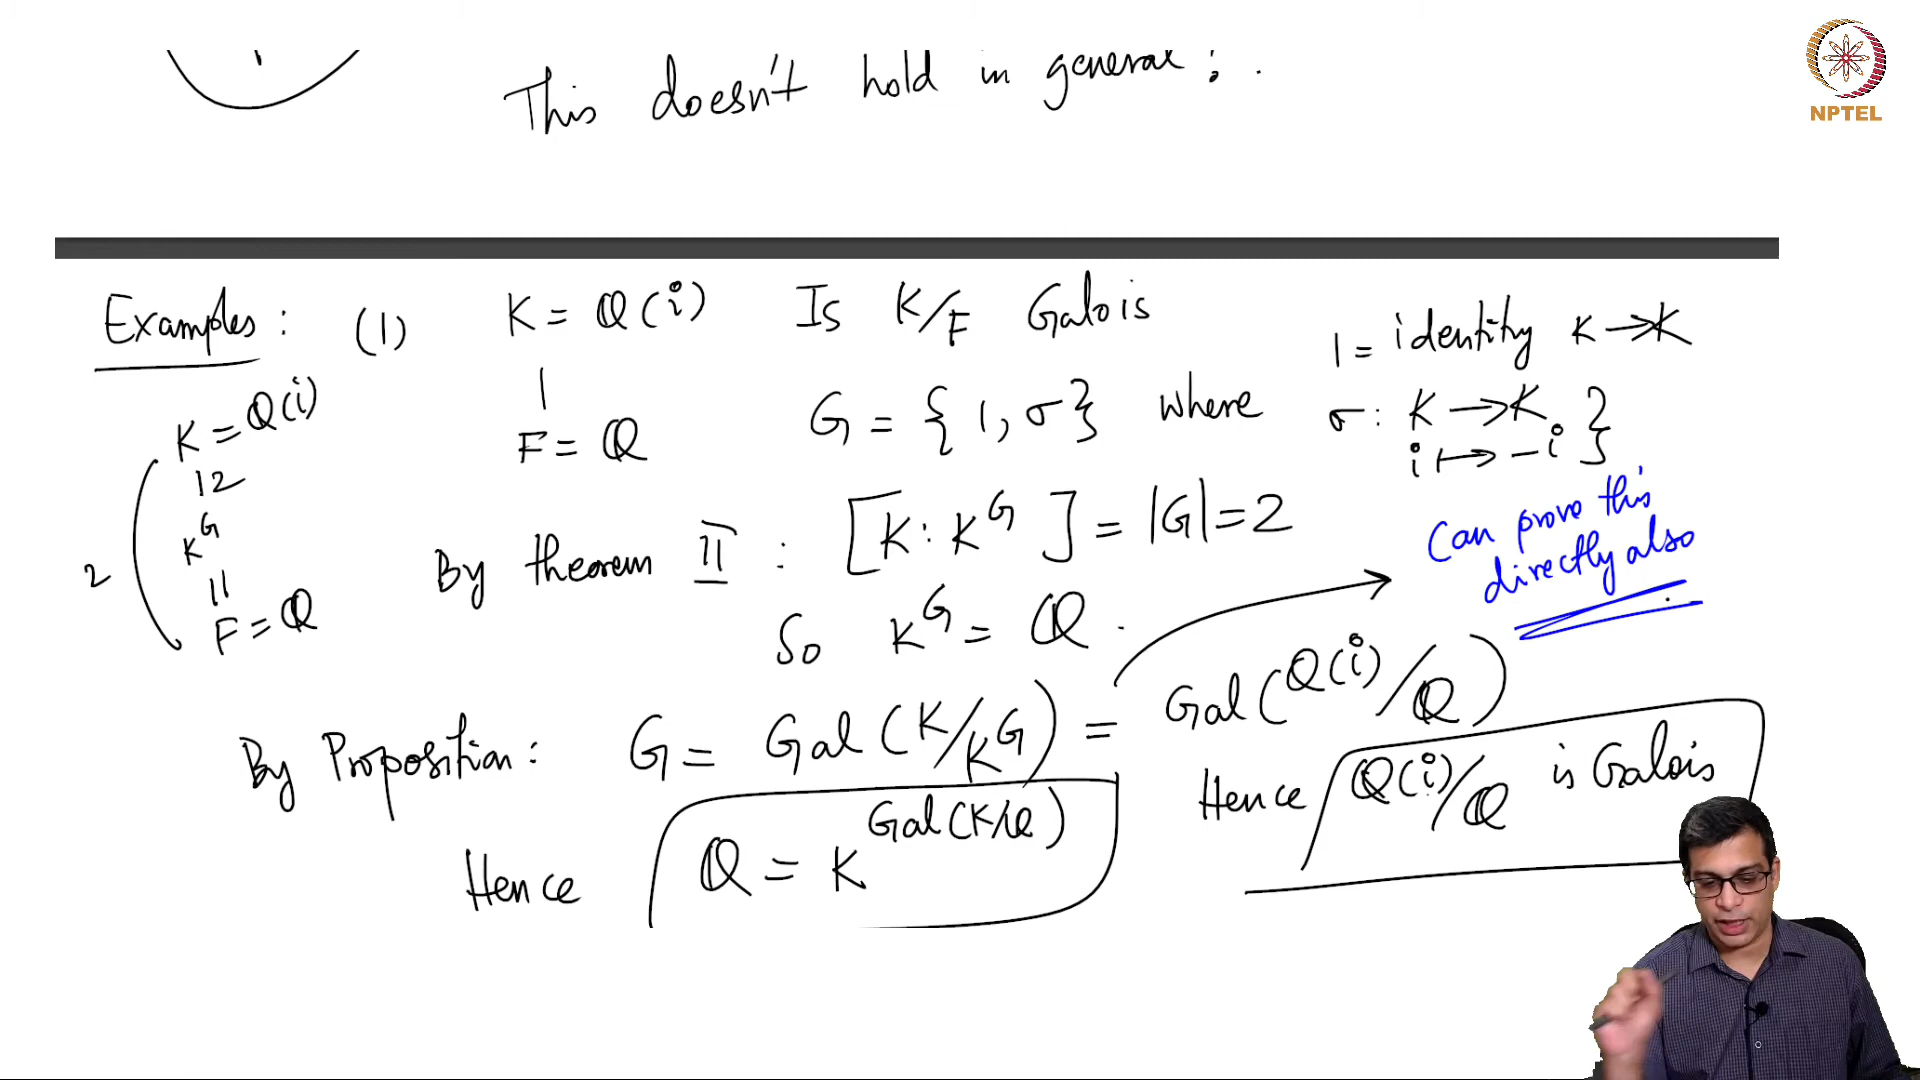 This doesn't hold in general:
NPTEL
Examples: (1) K = ℚ(i) Is K/F Galois
|
F = ℚ
1 = identity K → K
G = {1, σ} where σ: K → K
i ↦ -i }
K = ℚ(i)
12
K^G
||
F = ℚ
2
By theorem II : [K : K^G] = |G| = 2
So K^G = ℚ.
Can prove this
directly also
By Proposition: G = Gal(K/K^G) = Gal(ℚ(i)/ℚ)
Hence ℚ = K^Gal(K/ℚ)
Hence ℚ(i)/ℚ is Galois